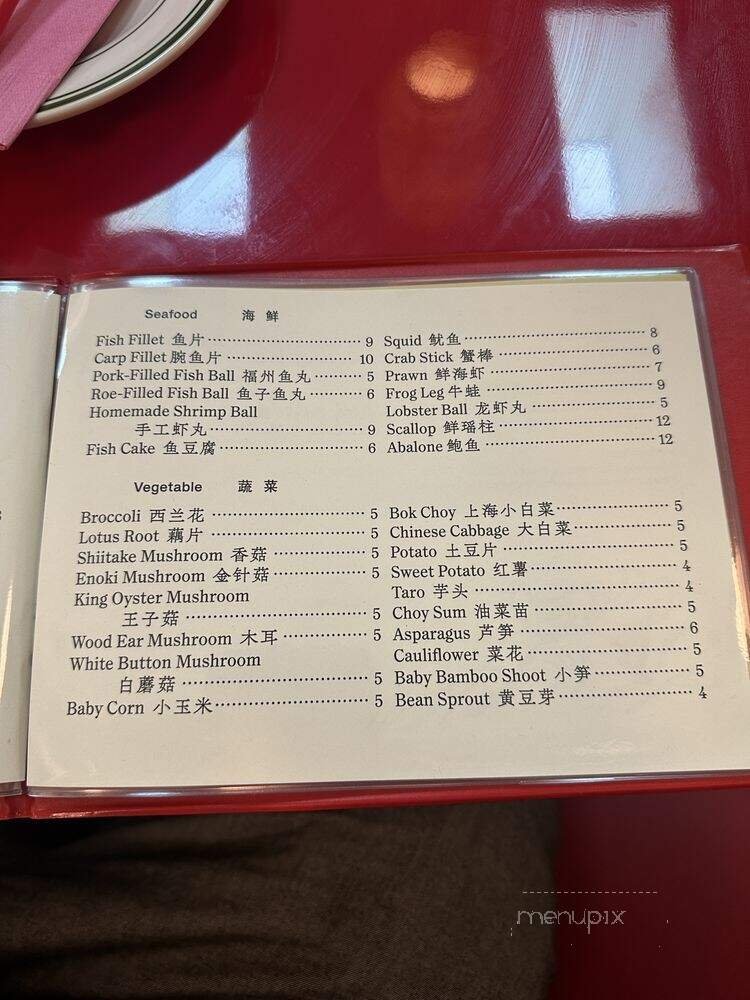 Seafood 海鲜
Fish Fillet 鱼片 9
Carp Fillet 腕鱼片 10
Pork-Filled Fish Ball 福州鱼丸 5
Roe-Filled Fish Ball 鱼子鱼丸 6
Homemade Shrimp Ball
手工虾丸 9
Fish Cake 鱼豆腐 6
Squid 鱿鱼 8
Crab Stick 蟹棒 6
Prawn 鲜海虾 7
Frog Leg 牛蛙 9
Lobster Ball 龙虾丸 5
Scallop 鲜瑶柱 12
Abalone 鲍鱼 12
Vegetable 蔬菜
Broccoli 西兰花 5
Lotus Root 藕片 5
Shiitake Mushroom 香菇 5
Enoki Mushroom 金针菇 5
King Oyster Mushroom
王子菇 5
Wood Ear Mushroom 木耳 5
White Button Mushroom
白蘑菇 5
Baby Corn 小玉米 5
Bok Choy 上海小白菜 5
Chinese Cabbage 大白菜 5
Potato 土豆片 5
Sweet Potato 红薯 4
Taro 芋头 4
Choy Sum 油菜苗 5
Asparagus 芦笋 6
Cauliflower 菜花 5
Baby Bamboo Shoot 小笋 5
Bean Sprout 黄豆芽 4
menupix